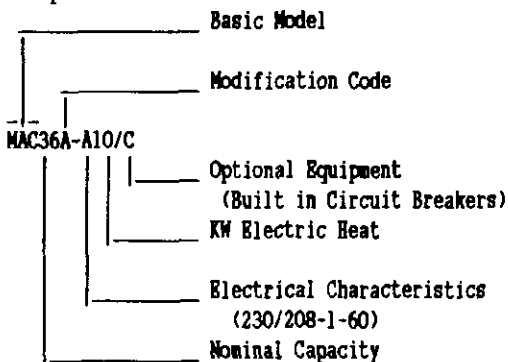 Basic Model
Modification Code
MAC36A-A10/C
Optional Equipment
(Built in Circuit Breakers)
KW Electric Heat
Electrical Characteristics
(230/208-1-60)
Nominal Capacity